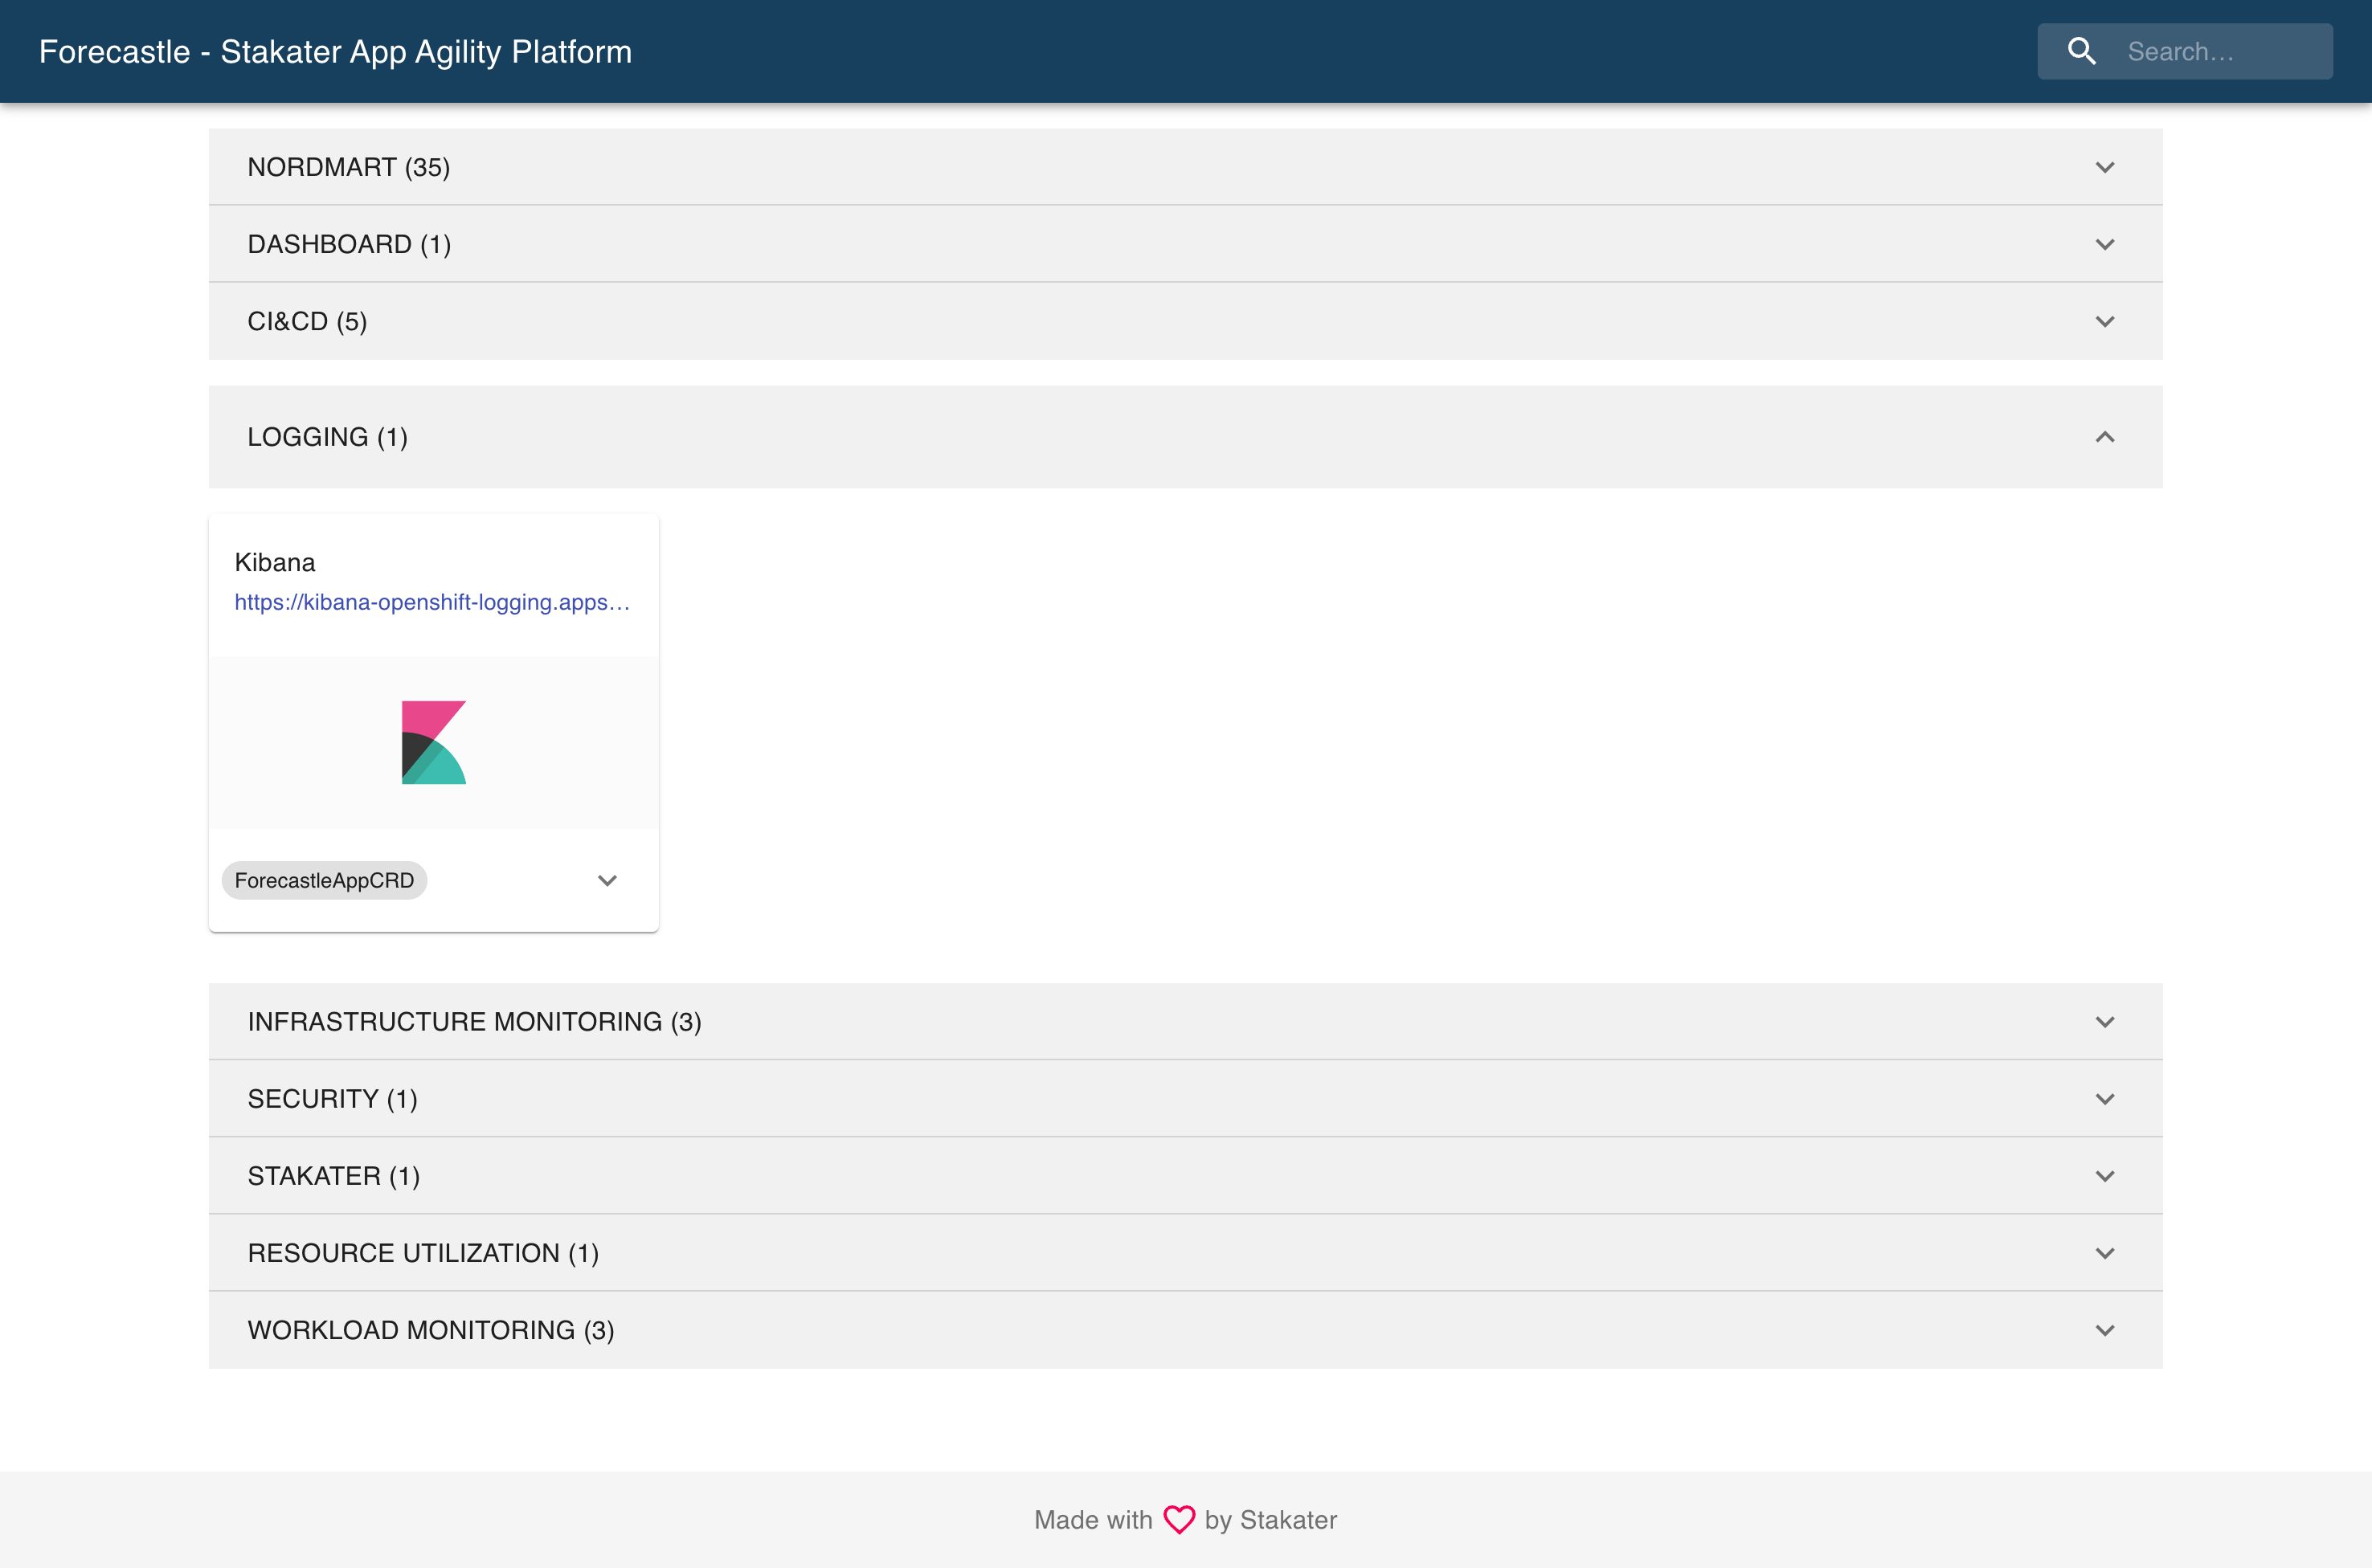 Forecastle - Stakater App Agility Platform
Search…
NORDMART (35)
DASHBOARD (1)
CI&CD (5)
LOGGING (1)
Kibana
https://kibana-openshift-logging.apps…
ForecastleAppCRD
INFRASTRUCTURE MONITORING (3)
SECURITY (1)
STAKATER (1)
RESOURCE UTILIZATION (1)
WORKLOAD MONITORING (3)
Made with by Stakater